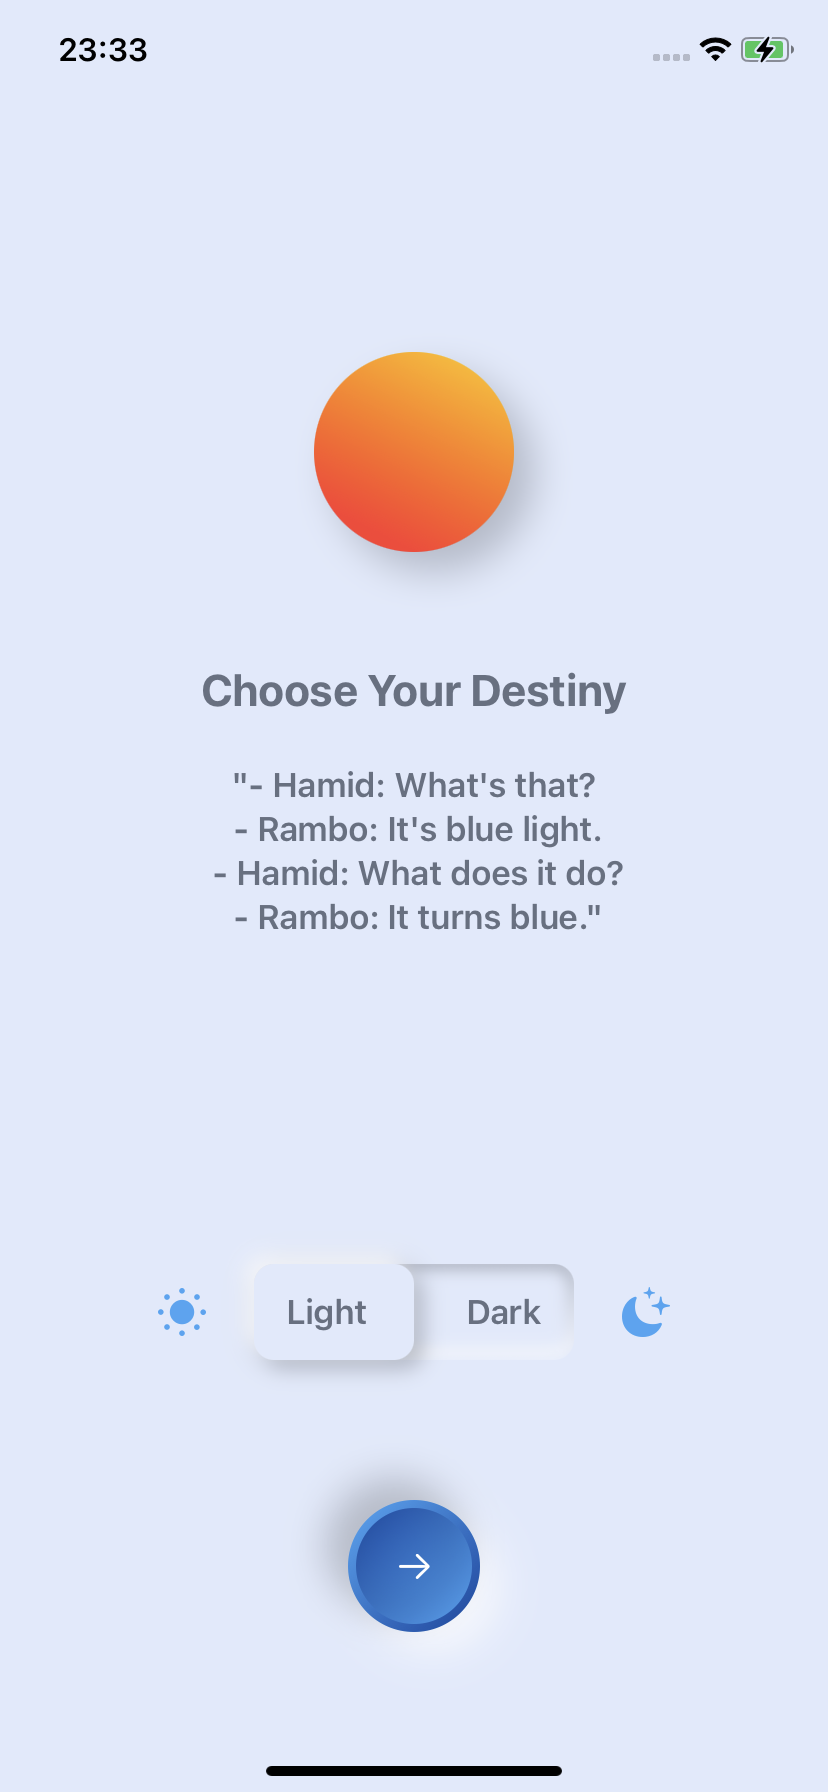 23:33
Choose Your Destiny
"- Hamid: What's that?
- Rambo: It's blue light.
- Hamid: What does it do?
- Rambo: It turns blue."
Light
Dark